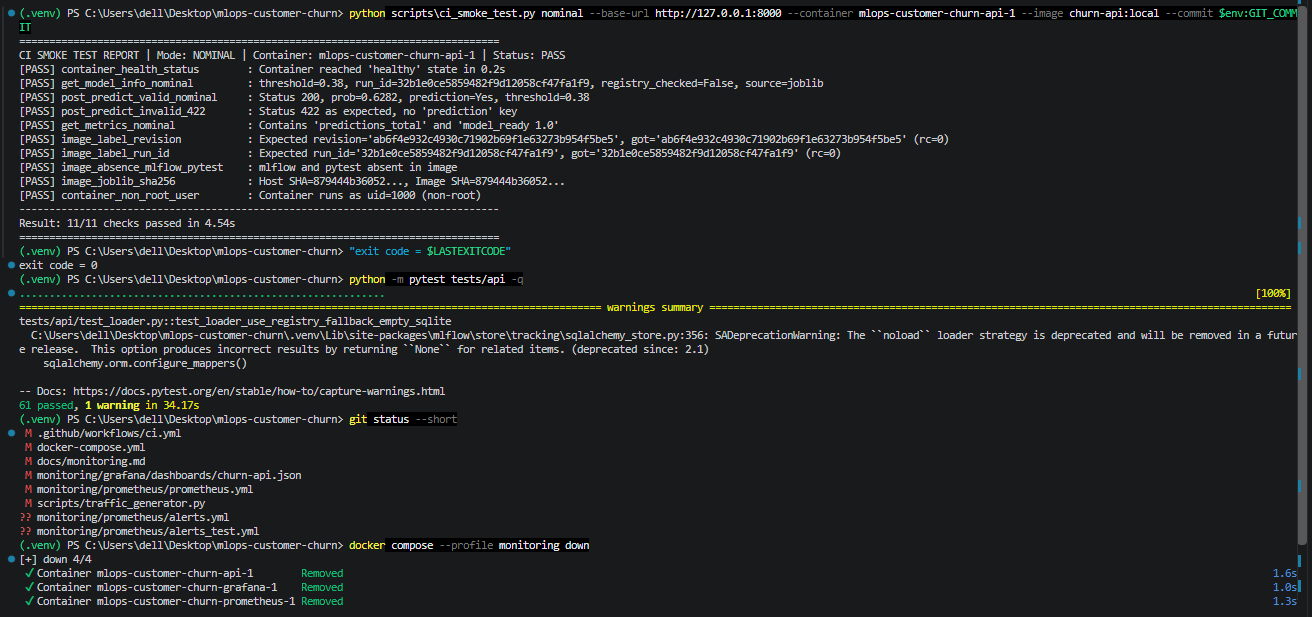 (.venv) PS C:\Users\dell\Desktop\mlops-customer-churn> python scripts\ci_smoke_test.py nominal --base-url http://127.0.0.1:8000 --container mlops-customer-churn-api-1 --image churn-api:local --commit $env:GIT_COMM
IT
================================================================================
CI SMOKE TEST REPORT | Mode: NOMINAL | Container: mlops-customer-churn-api-1 | Status: PASS
[PASS] container_health_status : Container reached 'healthy' state in 0.2s
[PASS] get_model_info_nominal : threshold=0.38, run_id=32b1e0ce5859482f9d12058cf47fa1f9, registry_checked=False, source=joblib
[PASS] post_predict_valid_nominal : Status 200, prob=0.6282, prediction=Yes, threshold=0.38
[PASS] post_predict_invalid_422 : Status 422 as expected, no 'prediction' key
[PASS] get_metrics_nominal : Contains 'predictions_total' and 'model_ready 1.0'
[PASS] image_label_revision : Expected revision='ab6f4e932c4930c71902b69f1e63273b954f5be5', got='ab6f4e932c4930c71902b69f1e63273b954f5be5' (rc=0)
[PASS] image_label_run_id : Expected run_id='32b1e0ce5859482f9d12058cf47fa1f9', got='32b1e0ce5859482f9d12058cf47fa1f9' (rc=0)
[PASS] image_absence_mlflow_pytest : mlflow and pytest absent in image
[PASS] image_joblib_sha256 : Host SHA=879444b36052..., Image SHA=879444b36052...
[PASS] container_non_root_user : Container runs as uid=1000 (non-root)
--------------------------------------------------------------------------------
Result: 11/11 checks passed in 4.54s
================================================================================
(.venv) PS C:\Users\dell\Desktop\mlops-customer-churn> "exit code = $LASTEXITCODE"
exit code = 0
(.venv) PS C:\Users\dell\Desktop\mlops-customer-churn> python -m pytest tests/api -q
............................................................. [100%]
=============================== warnings summary ===============================
tests/api/test_loader.py::test_loader_use_registry_fallback_empty_sqlite
C:\Users\dell\Desktop\mlops-customer-churn\.venv\Lib\site-packages\mlflow\store\tracking\sqlalchemy_store.py:356: SADeprecationWarning: The ``noload`` loader strategy is deprecated and will be removed in a futur
e release.  This option produces incorrect results by returning ``None`` for related items. (deprecated since: 2.1)
sqlalchemy.orm.configure_mappers()
-- Docs: https://docs.pytest.org/en/stable/how-to/capture-warnings.html
61 passed, 1 warning in 34.17s
(.venv) PS C:\Users\dell\Desktop\mlops-customer-churn> git status --short
M .github/workflows/ci.yml
M docker-compose.yml
M docs/monitoring.md
M monitoring/grafana/dashboards/churn-api.json
M monitoring/prometheus/prometheus.yml
M scripts/traffic_generator.py
?? monitoring/prometheus/alerts.yml
?? monitoring/prometheus/alerts_test.yml
(.venv) PS C:\Users\dell\Desktop\mlops-customer-churn> docker compose --profile monitoring down
[+] down 4/4
✓Container mlops-customer-churn-api-1 Removed 1.6s
✓Container mlops-customer-churn-grafana-1 Removed 1.0s
✓Container mlops-customer-churn-prometheus-1 Removed 1.3s